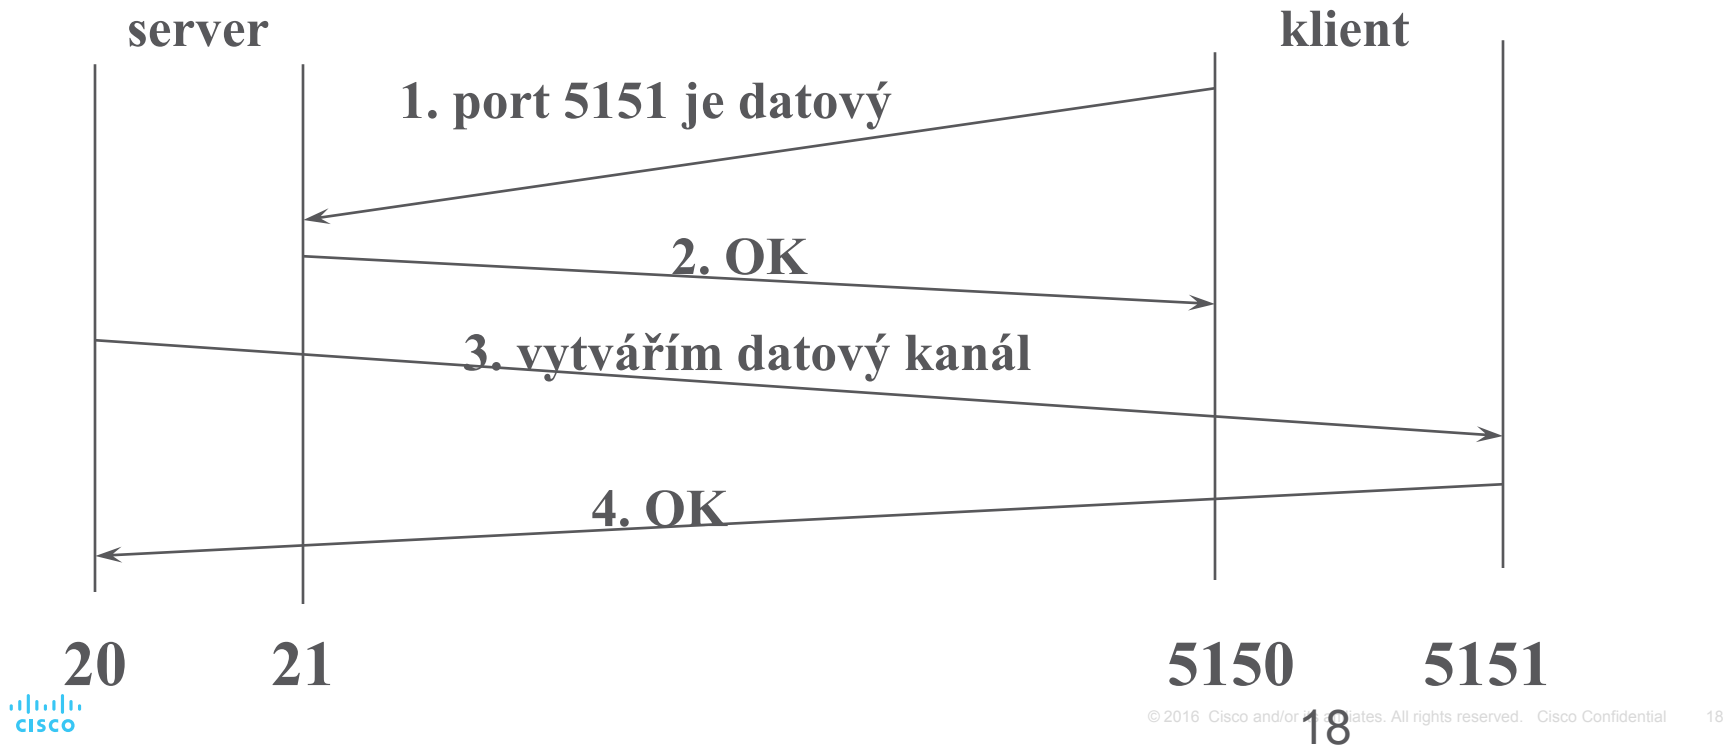 server
klient
1. port 5151 je datový
2. OK
3. vytvářím datový kanál
4. OK
20
21
5150
5151
CISCO
© 2016 Cisco and/or its affiliates. All rights reserved. Cisco Confidential
18
18